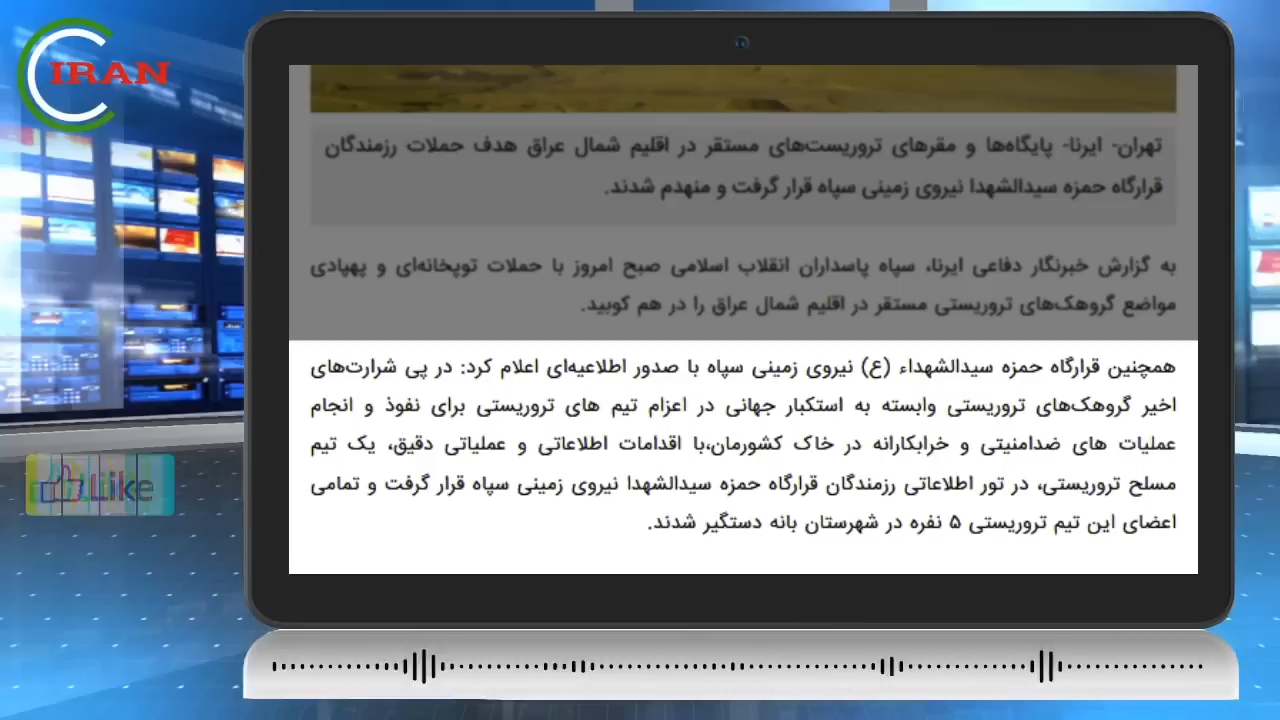 IRAN
تهران- ایرنا- پایگاه‌ها و مقرهای تروریست‌های مستقر در اقلیم شمال عراق هدف حملات رزمندگان
قرارگاه حمزه سیدالشهدا نیروی زمینی سپاه قرار گرفت و منهدم شدند.
به گزارش خبرنگار دفاعی ایرنا، سپاه پاسداران انقلاب اسلامی صبح امروز با حملات توپخانه‌ای و پهپادی
مواضع گروهک‌های تروریستی مستقر در اقلیم شمال عراق را در هم کوبید.
همچنین قرارگاه حمزه سیدالشهداء (ع) نیروی زمینی سپاه با صدور اطلاعیه‌ای اعلام کرد: در پی شرارت‌های
اخیر گروهک‌های تروریستی وابسته به استکبار جهانی در اعزام تیم های تروریستی برای نفوذ و انجام
عملیات های ضدامنیتی و خرابکارانه در خاک کشورمان،با اقدامات اطلاعاتی و عملیاتی دقیق، یک تیم
مسلح تروریستی، در تور اطلاعاتی رزمندگان قرارگاه حمزه سیدالشهدا نیروی زمینی سپاه قرار گرفت و تمامی
اعضای این تیم تروریستی ۵ نفره در شهرستان بانه دستگیر شدند.
Like